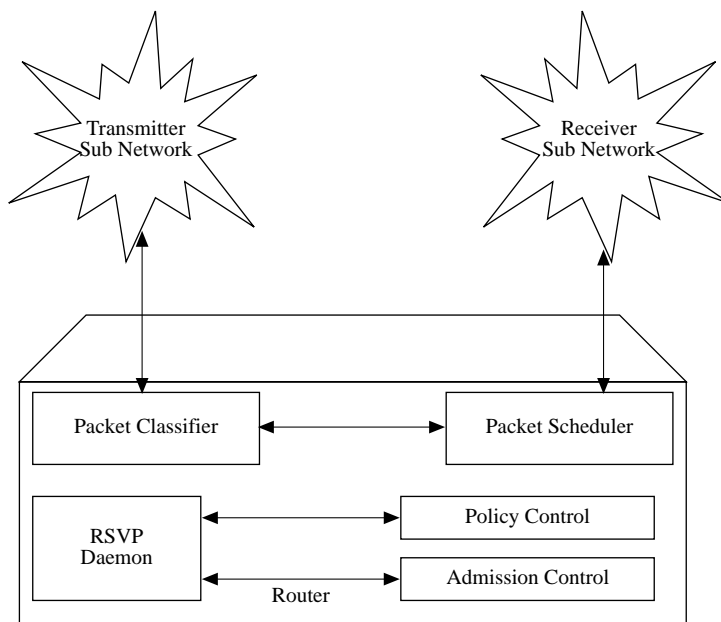 Transmitter
Sub Network
Receiver
Sub Network
Packet Classifier
Packet Scheduler
RSVP
Daemon
Policy Control
Admission Control
Router